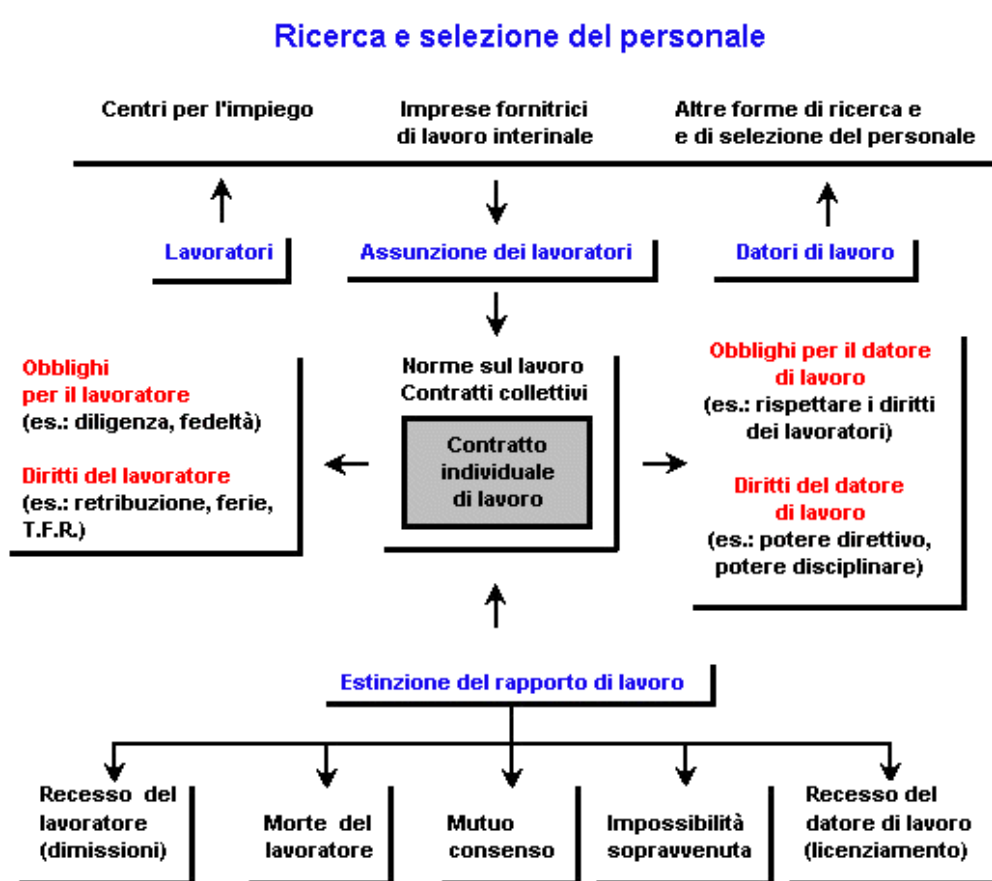 Ricerca e selezione del personale
Centri per l'impiego
Imprese fornitrici
di lavoro interinale
Altre forme di ricerca e
e di selezione del personale
Lavoratori
Assunzione dei lavoratori
Datori di lavoro
Obblighi
per il lavoratore
(es.: diligenza, fedeltà)
Diritti del lavoratore
(es.: retribuzione, ferie,
T.F.R.)
Norme sul lavoro
Contratti collettivi
Contratto
individuale
di lavoro
Obblighi per il datore
di lavoro
(es.: rispettare i diritti
dei lavoratori)
Diritti del datore
di lavoro
(es.: potere direttivo,
potere disciplinare)
Estinzione del rapporto di lavoro
Recesso del
lavoratore
(dimissioni)
Morte del
lavoratore
Mutuo
consenso
Impossibilità
sopravvenuta
Recesso del
datore di lavoro
(licenziamento)